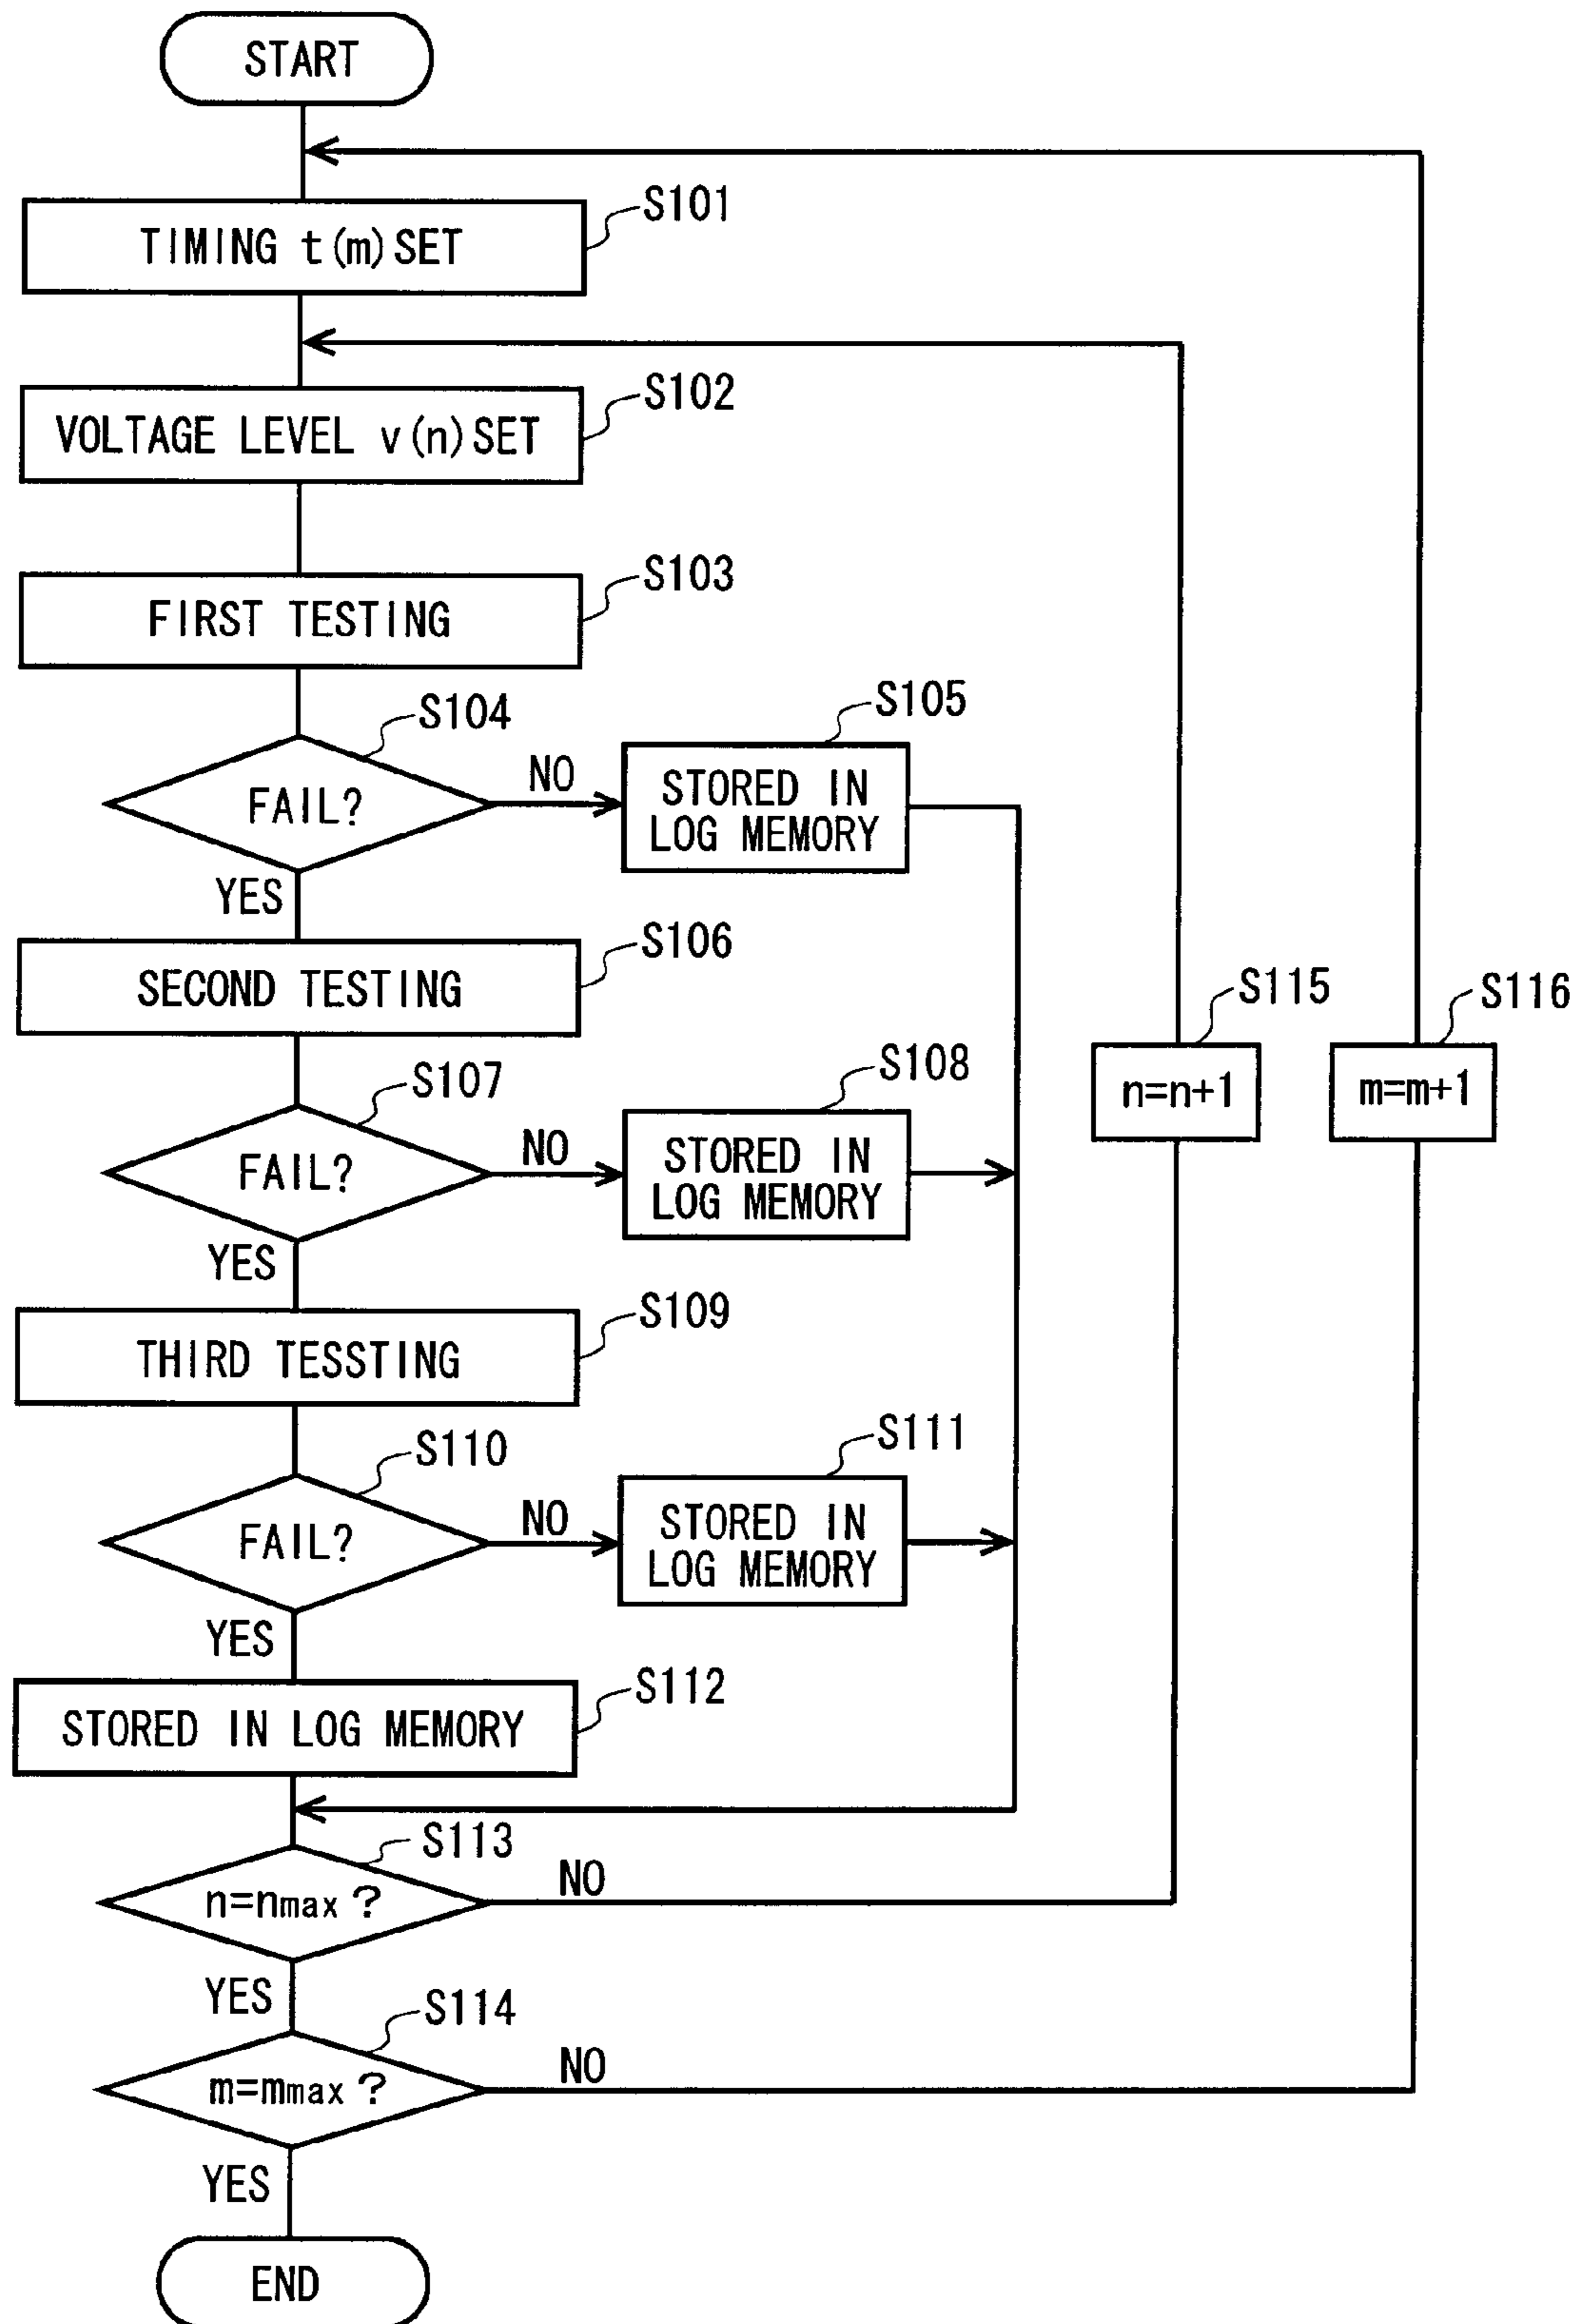 START
S101
TIMING t(m)SET
S102
VOLTAGE LEVEL v(n)SET
S103
FIRST TESTING
S104
FAIL?
NO
S105
STORED IN
LOG MEMORY
YES
S106
SECOND TESTING
S107
FAIL?
NO
S108
STORED IN
LOG MEMORY
S115
n=n+1
S116
m=m+1
YES
S109
THIRD TESSTING
S110
FAIL?
NO
S111
STORED IN
LOG MEMORY
YES
S112
STORED IN LOG MEMORY
S113
n=nmax ?
NO
YES
S114
m=mmax ?
NO
YES
END